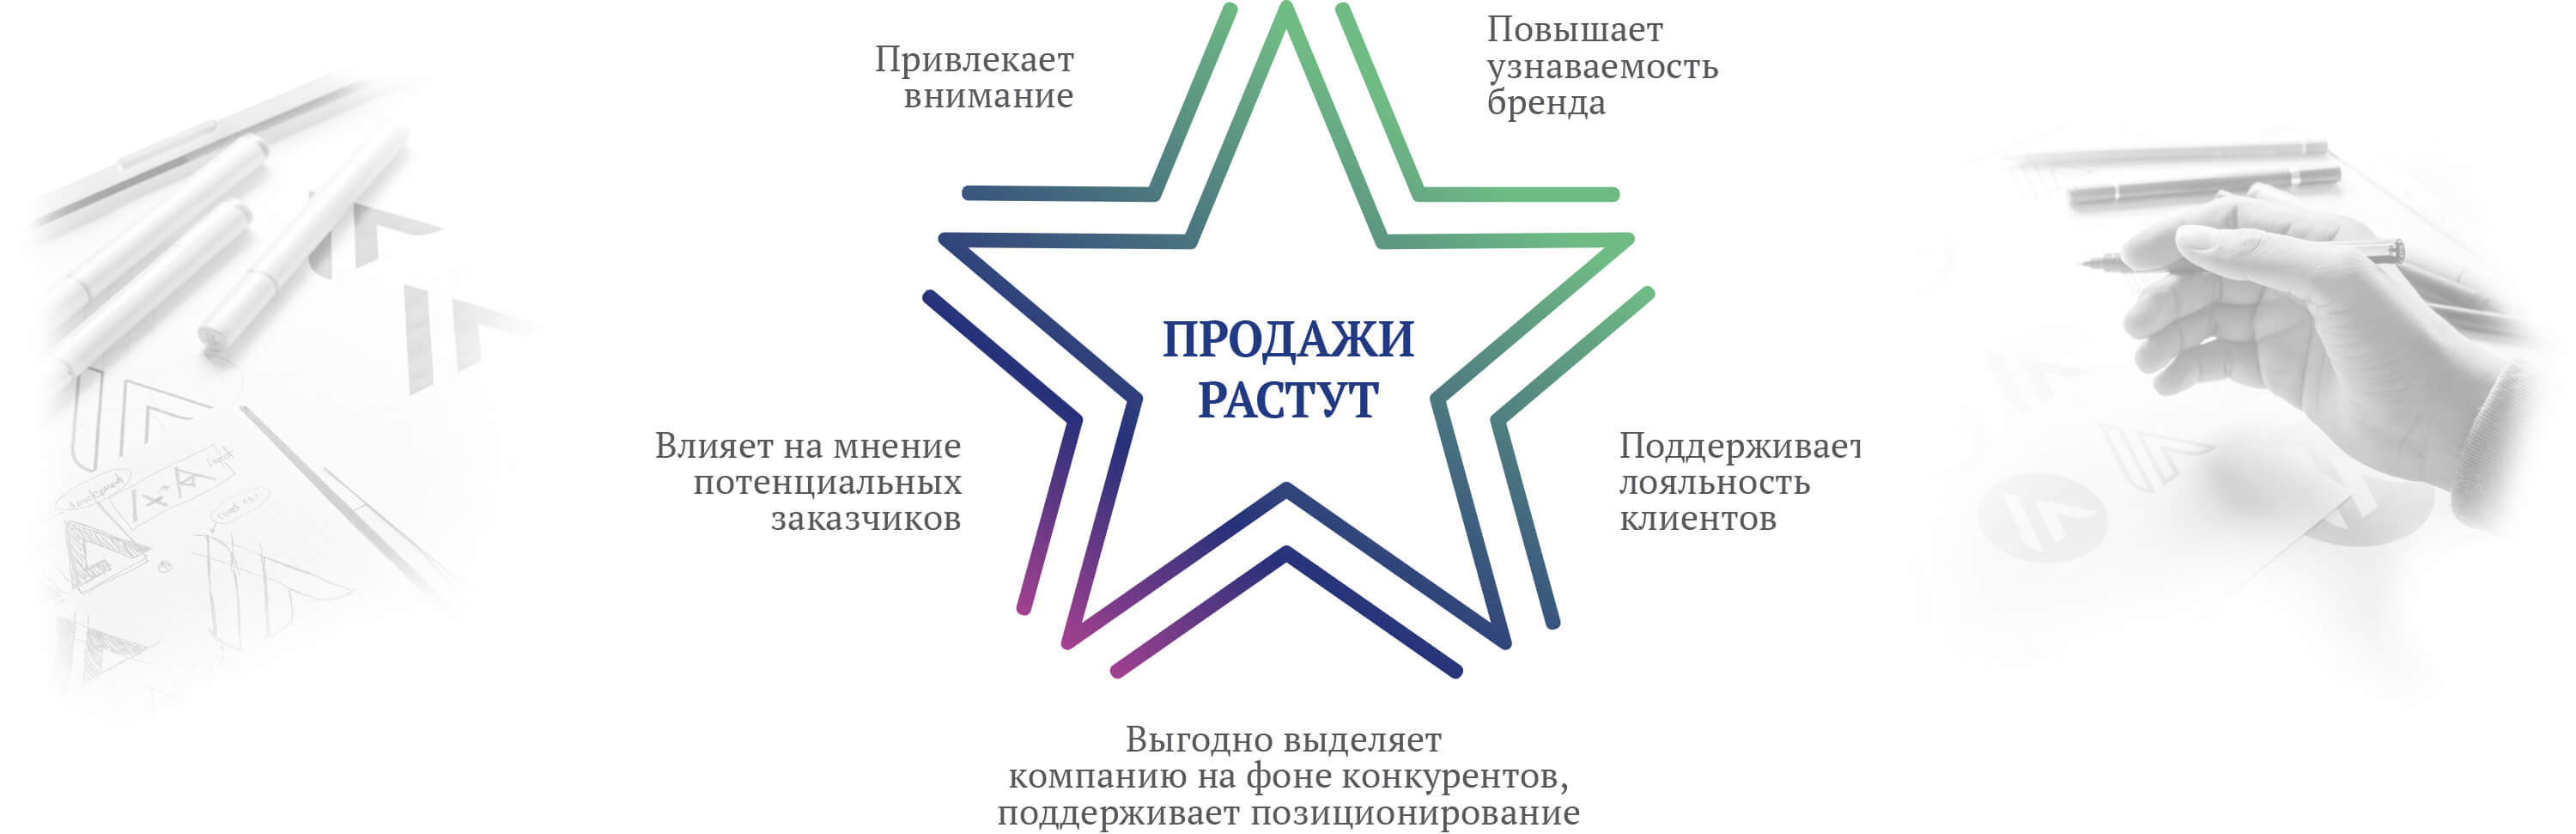 Привлекает
внимание
Повышает
узнаваемость
бренда
ПРОДАЖИ
РАСТУТ
Влияет на мнение
потенциальных
заказчиков
Поддерживает
лояльность
клиентов
Выгодно выделяет
компанию на фоне конкурентов,
поддерживает позиционирование